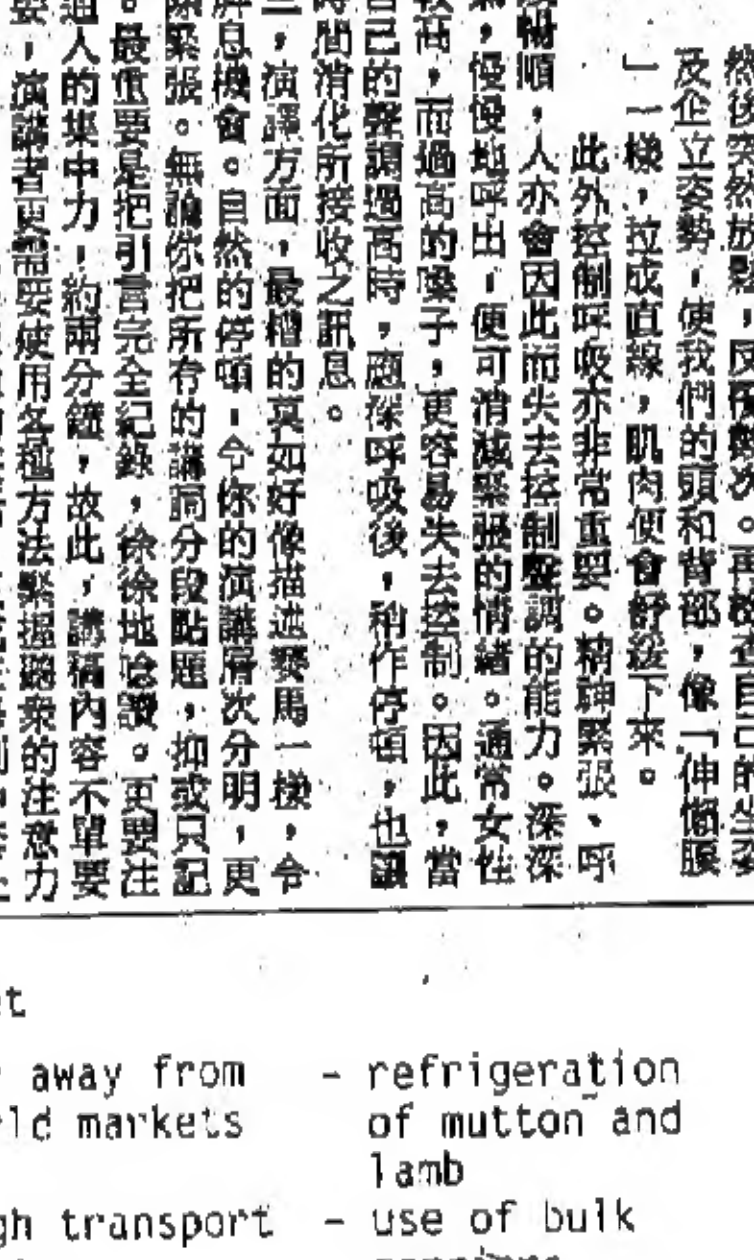 然後突然放鬆，反復幾次。再檢查自己的坐姿
及企立姿勢，使我們的頭和背部，像「伸懶腰
」一樣，拉成直線，肌肉便會舒緩下來。
此外控制呼吸亦非常重要。精神緊張、呼
暢順，人亦會因此而失去控制聲調的能力。深深
，慢慢地呼出，便可消減緊張的情緒。通常女性
較高，而過高的嗓子，更容易失去控制。因此，當
自己的聲調過高時，應深呼吸後，稍作停頓，也讓
時間消化所接收之訊息。
，演講方面，最糟的莫如好像描述賽馬一樣，令
屏息機會。自然的停頓，令你的演講層次分明，更
除緊張。無論你把所有的講詞分段點題，抑或只記
。最重要是把引言完全紀錄，徐徐地唸讀。更要注
通人的集中力，約兩分鐘，故此，講稿內容不單要
要，演講者更需要使用各種方法緊握聽衆的注意力
away from
markets
transport
- refrigeration
of mutton and
lamb
- use of bulk